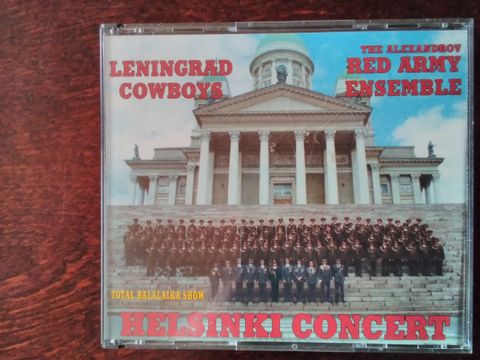 LENINGRAD
COWBOYS
THE ALEXANDROV
RED ARMY
ENSEMBLE
TOTAL BALALAIKA SHOW
HELSINKI CONCERT